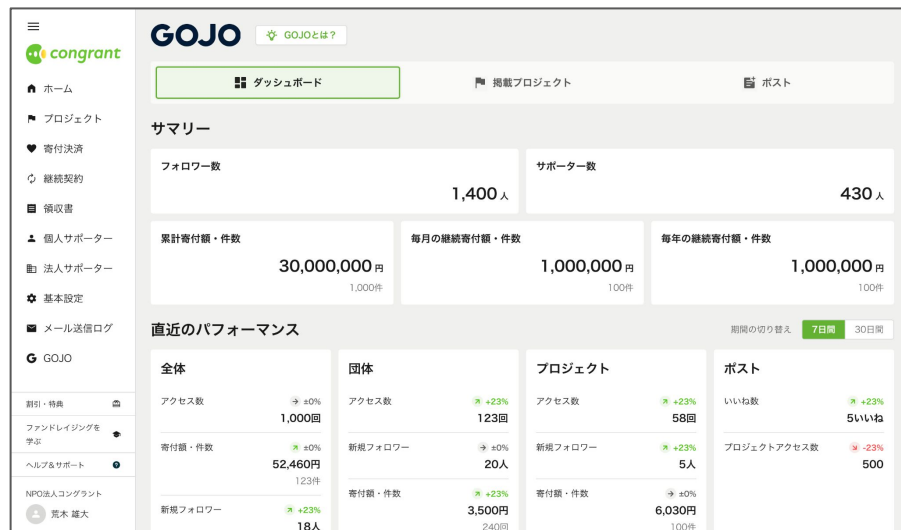 congrant
ホーム
プロジェクト
寄付決済
継続契約
領収書
個人サポーター
法人サポーター
基本設定
メール送信ログ
G GOJO
割引・特典
ファンドレイジングを
学ぶ
ヘルプ&サポート
NPO法人コングラント
荒木 雄大
GOJO
GOJOとは?
ダッシュボード
掲載プロジェクト
ポスト
サマリー
フォロワー数
1,400 人
サポーター数
430 人
累計寄付額・件数
30,000,000 円
1,000件
毎月の継続寄付額・件数
1,000,000 円
100件
毎年の継続寄付額・件数
1,000,000 円
100件
直近のパフォーマンス
期間の切り替え 7日間 30日間
全体
アクセス数 ±0%
1,000回
寄付額・件数 ±0%
52,460円
123件
新規フォロワー +23%
18人
団体
アクセス数 +23%
123回
新規フォロワー ±0%
20人
寄付額・件数 +23%
3,500円
240回
プロジェクト
アクセス数 +23%
58回
新規フォロワー +23%
5人
寄付額・件数 ±0%
6,030円
100件
ポスト
いいね数 +23%
5いいね
プロジェクトアクセス数 -23%
500